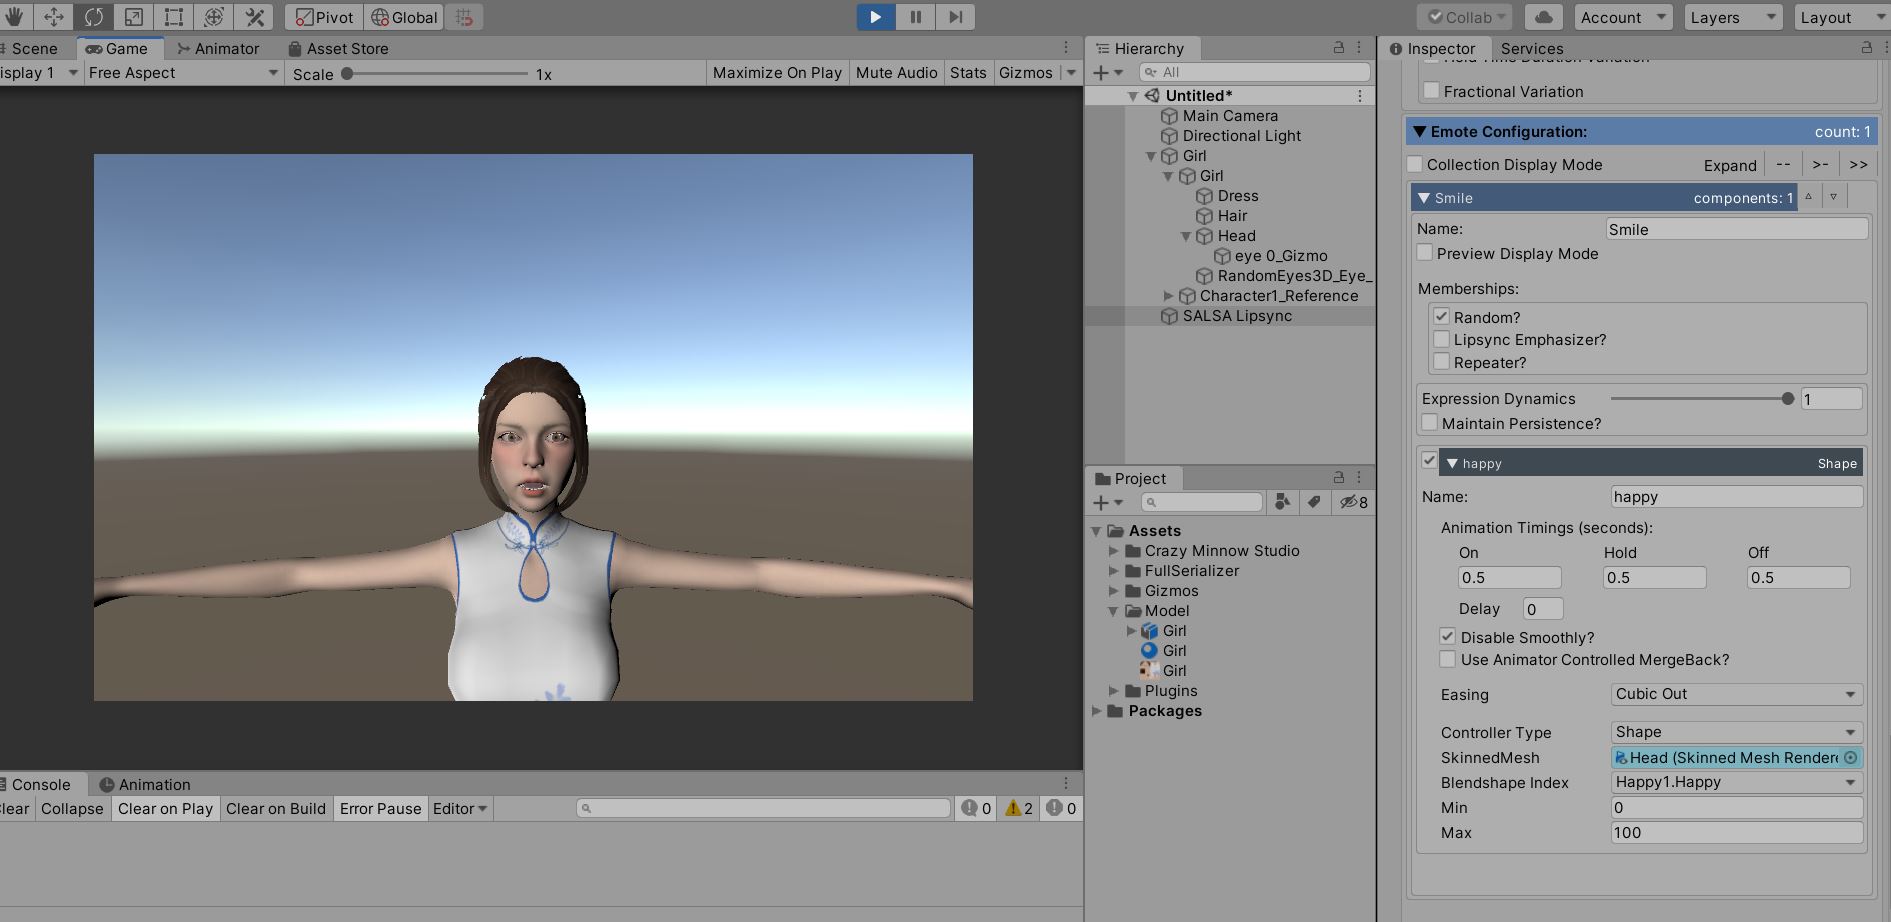 Pivot
Global
Collab
Account
Layers
Layout
Scene
Game
Animator
Asset Store
isplay 1
Free Aspect
Scale
1x
Maximize On Play
Mute Audio
Stats
Gizmos
Hierarchy
All
Untitled*
Main Camera
Directional Light
Girl
Girl
Dress
Hair
Head
eye 0_Gizmo
RandomEyes3D_Eye_
Character1_Reference
SALSA Lipsync
Project
8
Assets
Crazy Minnow Studio
FullSerializer
Gizmos
Model
Girl
Girl
Girl
Plugins
Packages
Console
Animation
lear
Collapse
Clear on Play
Clear on Build
Error Pause
Editor
0
2
0
Inspector
Services
Hold Time Duration Variation
Fractional Variation
Emote Configuration:
count: 1
Collection Display Mode
Expand
--
>-
>>
Smile
components: 1
Name:
Smile
Preview Display Mode
Memberships:
Random?
Lipsync Emphasizer?
Repeater?
Expression Dynamics
1
Maintain Persistence?
happy
Shape
Name:
happy
Animation Timings (seconds):
On
Hold
Off
0.5
0.5
0.5
Delay
0
Disable Smoothly?
Use Animator Controlled MergeBack?
Easing
Cubic Out
Controller Type
Shape
SkinnedMesh
Head (Skinned Mesh Rendere
Blendshape Index
Happy1.Happy
Min
0
Max
100